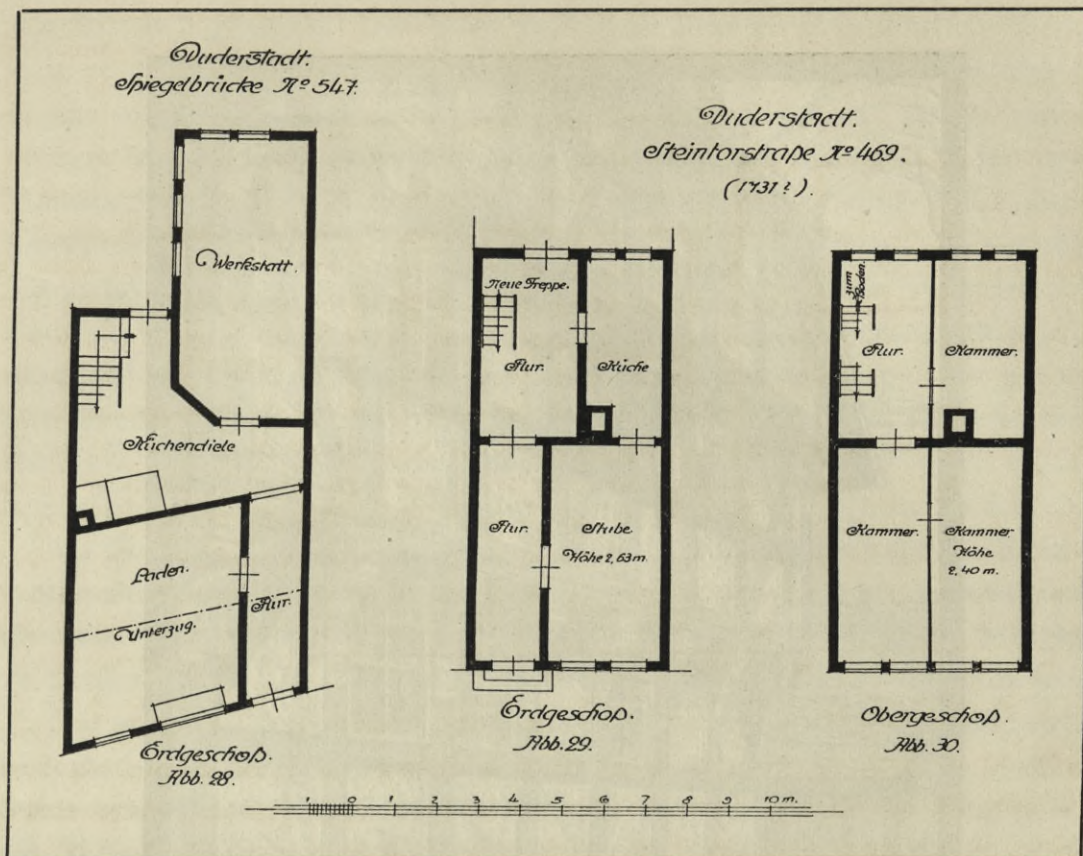 Duderstadt.
Spiegelbrücke No 547.
Werkstatt.
Küchendiele
Laden.
Unterzug.
Flur.
Erdgeschoß.
Abb. 28.
Duderstadt.
Steintorstraße No 469.
(1731?).
Neue Treppe.
Flur.
Küche
Flur.
Stube
Höhe 2,63 m.
Erdgeschoß.
Abb. 29.
zum
Boden.
Flur.
Kammer.
Kammer.
Kammer
Höhe
2,40 m.
Obergeschoß.
Abb. 30.
1 0 1 2 3 4 5 6 7 8 9 10 m.